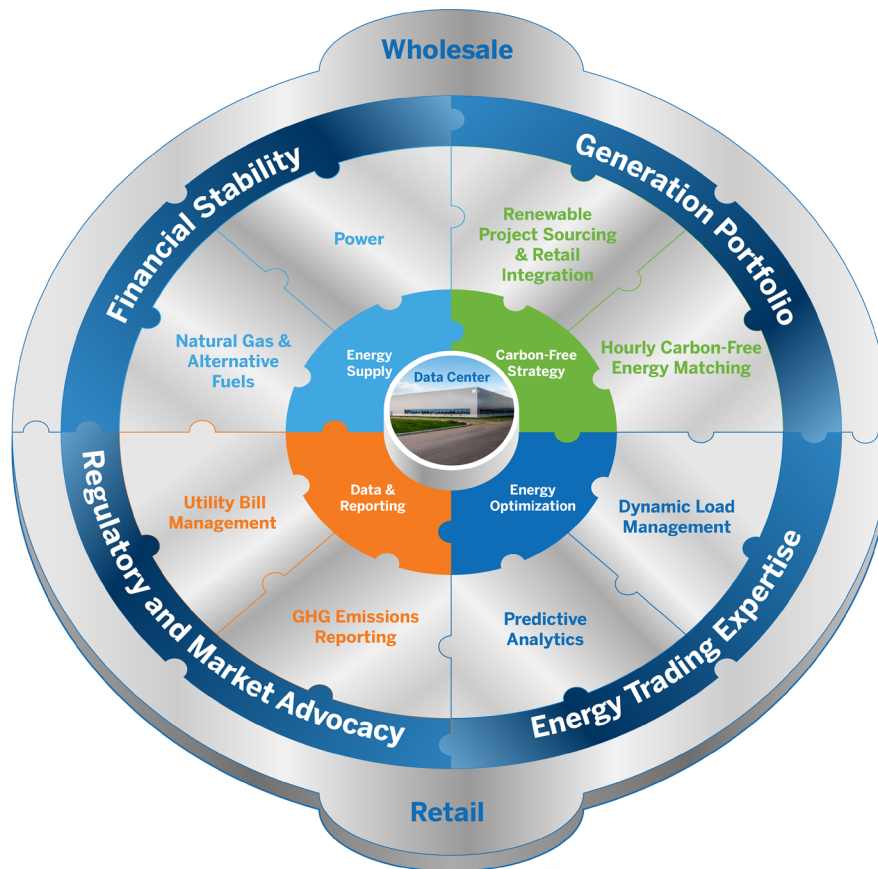 Wholesale
Financial Stability
Generation Portfolio
Power
Renewable
Project Sourcing
& Retail
Integration
Natural Gas &
Alternative
Fuels
Energy
Supply
Carbon-Free
Strategy
Hourly Carbon-Free
Energy Matching
Data Center
Utility Bill
Management
Data &
Reporting
Energy
Optimization
Dynamic Load
Management
GHG Emissions
Reporting
Predictive
Analytics
Regulatory and Market Advocacy
Energy Trading Expertise
Retail